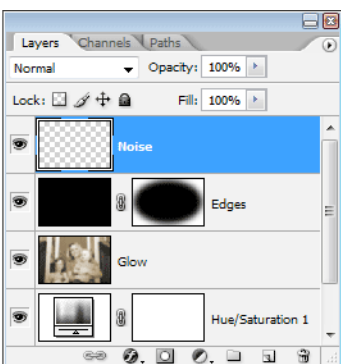 Layers Channels Paths
Normal Opacity: 100%
Lock: Fill: 100%
Noise
Edges
Glow
Hue/Saturation 1